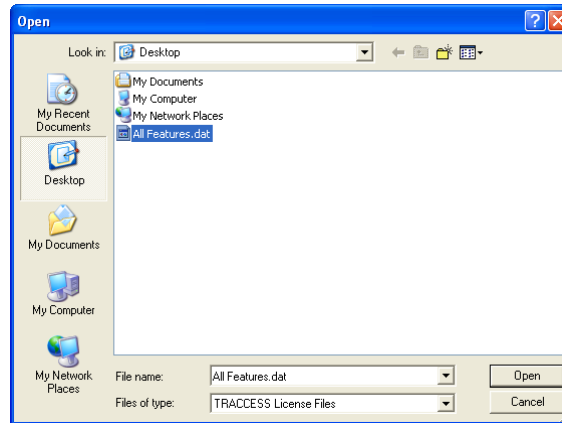 Open
Look in:
Desktop
My Documents
My Computer
My Network Places
All Features.dat
My Recent
Documents
Desktop
My Documents
My Computer
My Network
Places
File name:
All Features.dat
Open
Files of type:
TRACCESS License Files
Cancel